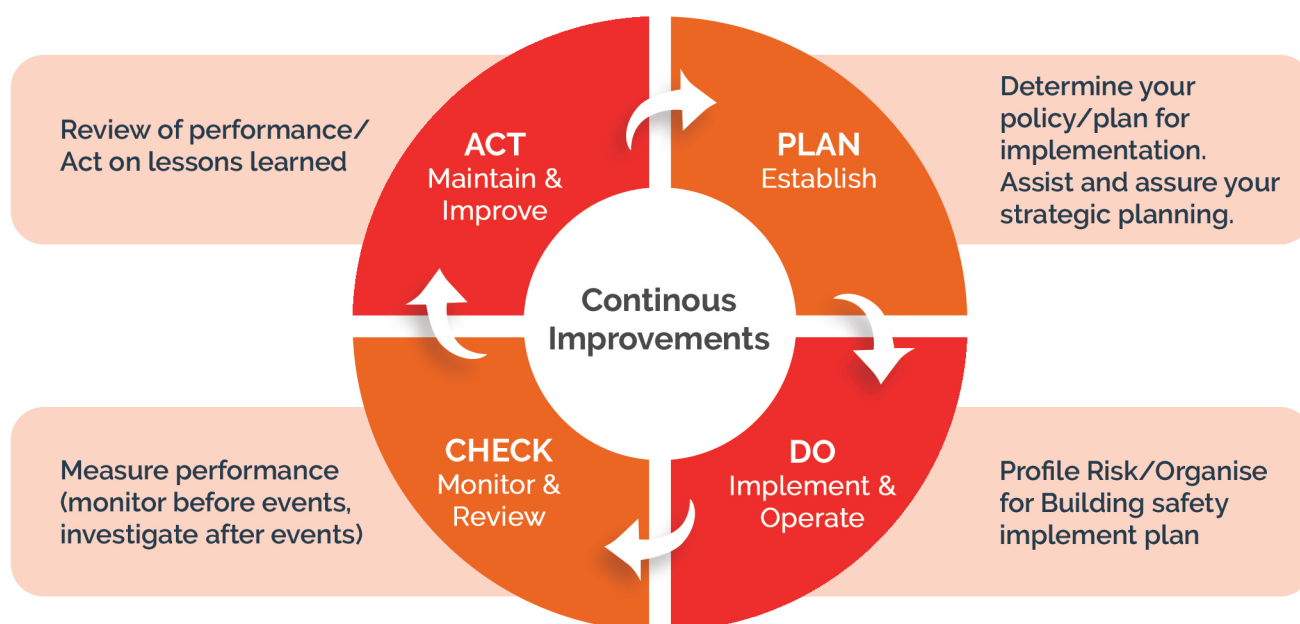 Review of performance/
Act on lessons learned
ACT
Maintain &
Improve
PLAN
Establish
Determine your
policy/plan for
implementation.
Assist and assure your
strategic planning.
Continous
Improvements
Measure performance
(monitor before events,
investigate after events)
CHECK
Monitor &
Review
DO
Implement &
Operate
Profile Risk/Organise
for Building safety
implement plan